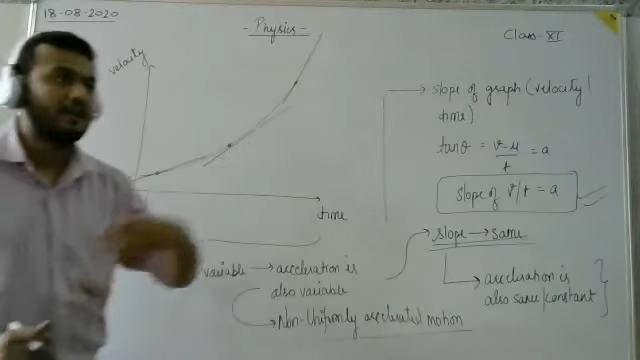 18-08-2020
- Physics -
Class-XI
velocity
time
→ slope of graph (velocity/
time)
tanθ = v-u/t = a
slope of v/t = a
slope → same
→ acceleration is
also same/constant
variable → acceleration is
also variable
→ Non-Uniformly accelerated motion